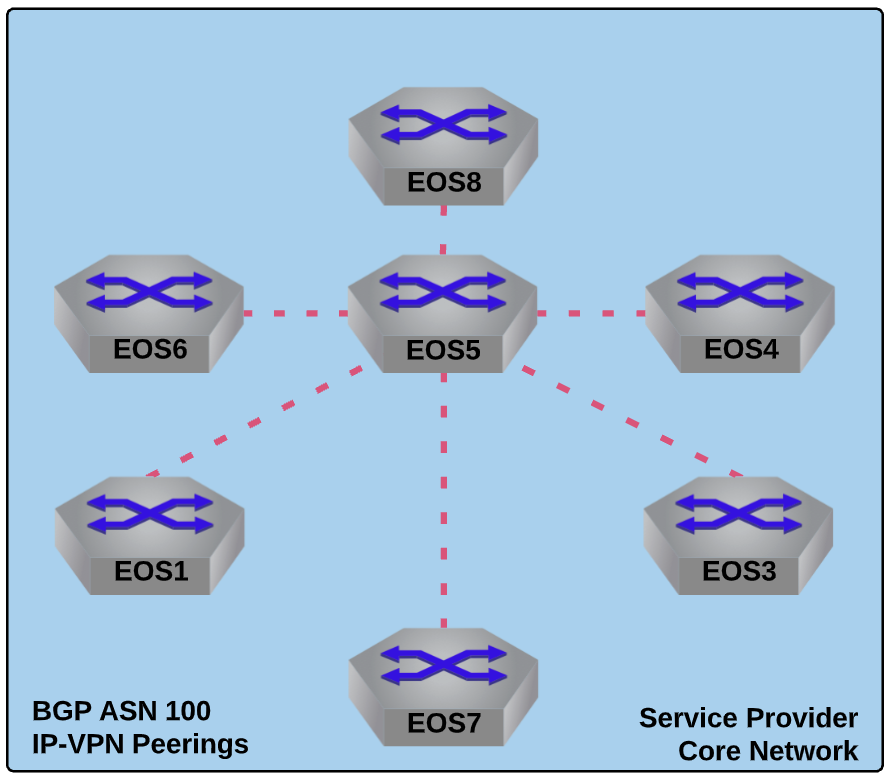 EOS8
EOS6
EOS5
EOS4
EOS1
EOS3
EOS7
BGP ASN 100
IP-VPN Peerings
Service Provider
Core Network